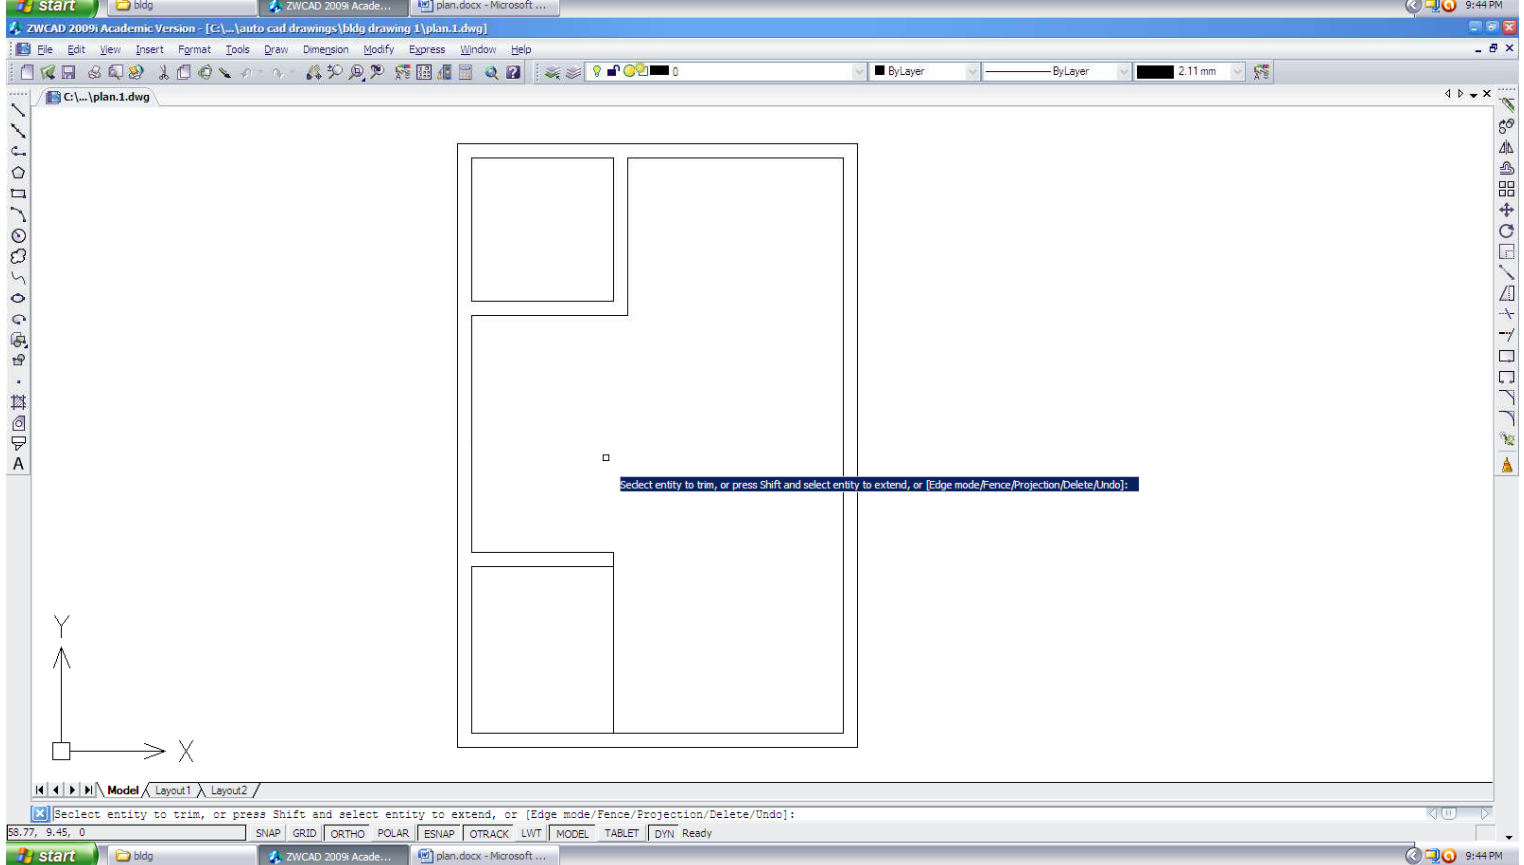 start bldg ZWCAD 2009i Acade... plan.docx - Microsoft ... 9:44 PM
ZWCAD 2009i Academic Version - [C:\...\auto cad drawings\bldg drawing 1\plan.1.dwg]
File Edit View Insert Format Tools Draw Dimension Modify Express Window Help
0 ByLayer ByLayer 2.11 mm
C:\...\plan.1.dwg
A
Seclect entity to trim, or press Shift and select entity to extend, or [Edge mode/Fence/Projection/Delete/Undo]:
Y
X
Model Layout1 Layout2
Seclect entity to trim, or press Shift and select entity to extend, or [Edge mode/Fence/Projection/Delete/Undo]:
58.77, 9.45, 0 SNAP GRID ORTHO POLAR ESNAP OTRACK LWT MODEL TABLET DYN Ready
start bldg ZWCAD 2009i Acade... plan.docx - Microsoft ... 9:44 PM